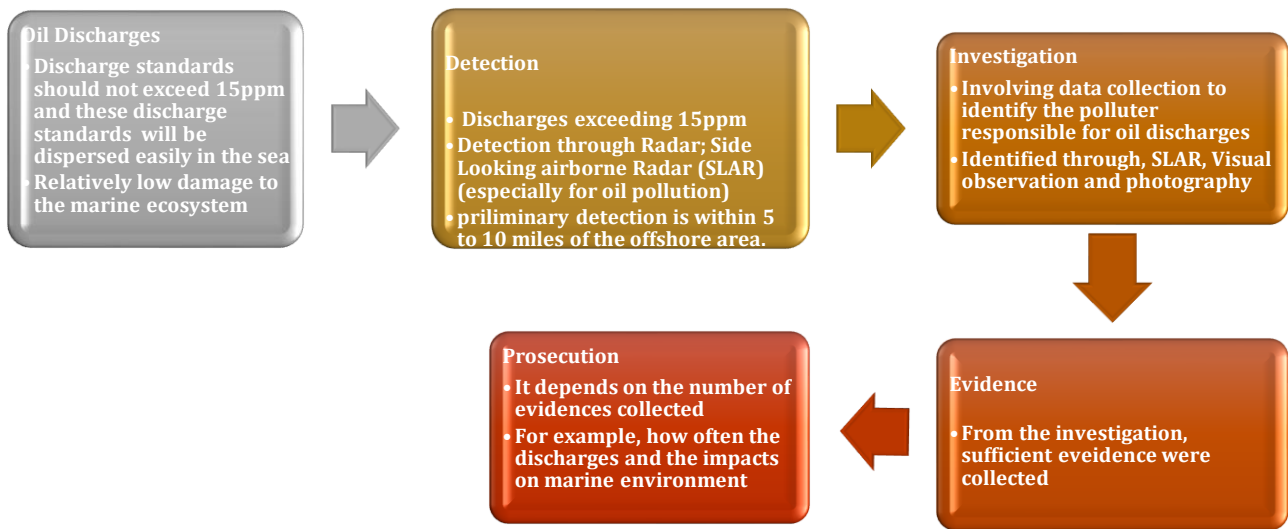 Oil Discharges
• Discharge standards
should not exceed 15ppm
and these discharge
standards will be
dispersed easily in the sea
• Relatively low damage to
the marine ecosystem
Detection
• Discharges exceeding 15ppm
• Detection through Radar; Side
Looking airborne Radar (SLAR)
(especially for oil pollution)
• priliminary detection is within 5
to 10 miles of the offshore area.
Investigation
• Involving data collection to
identify the polluter
responsible for oil discharges
• Identified through, SLAR, Visual
observation and photography
Evidence
• From the investigation,
sufficient eveidence were
collected
Prosecution
• It depends on the number of
evidences collected
• For example, how often the
discharges and the impacts
on marine environment